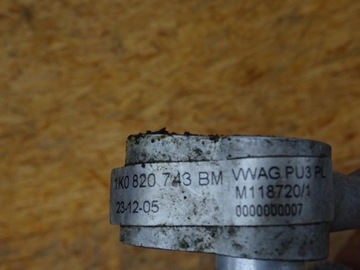 1K0 820 743 BM
23-12-05
VWAG PU3 PL
M118720/1
0000000007